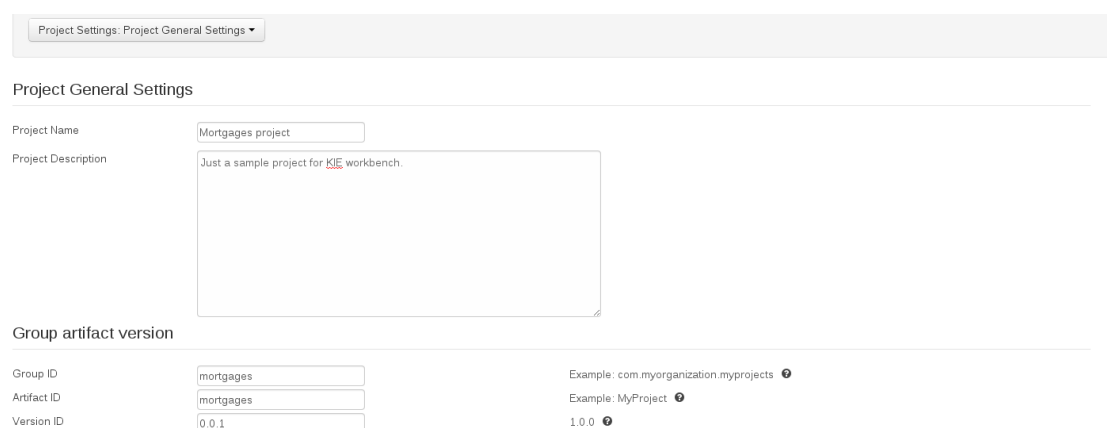 Project Settings: Project General Settings
Project General Settings
Project Name
Mortgages project
Project Description
Just a sample project for KIE workbench.
Group artifact version
Group ID
mortgages
Example: com.myorganization.myprojects
Artifact ID
mortgages
Example: MyProject
Version ID
0.0.1
1.0.0